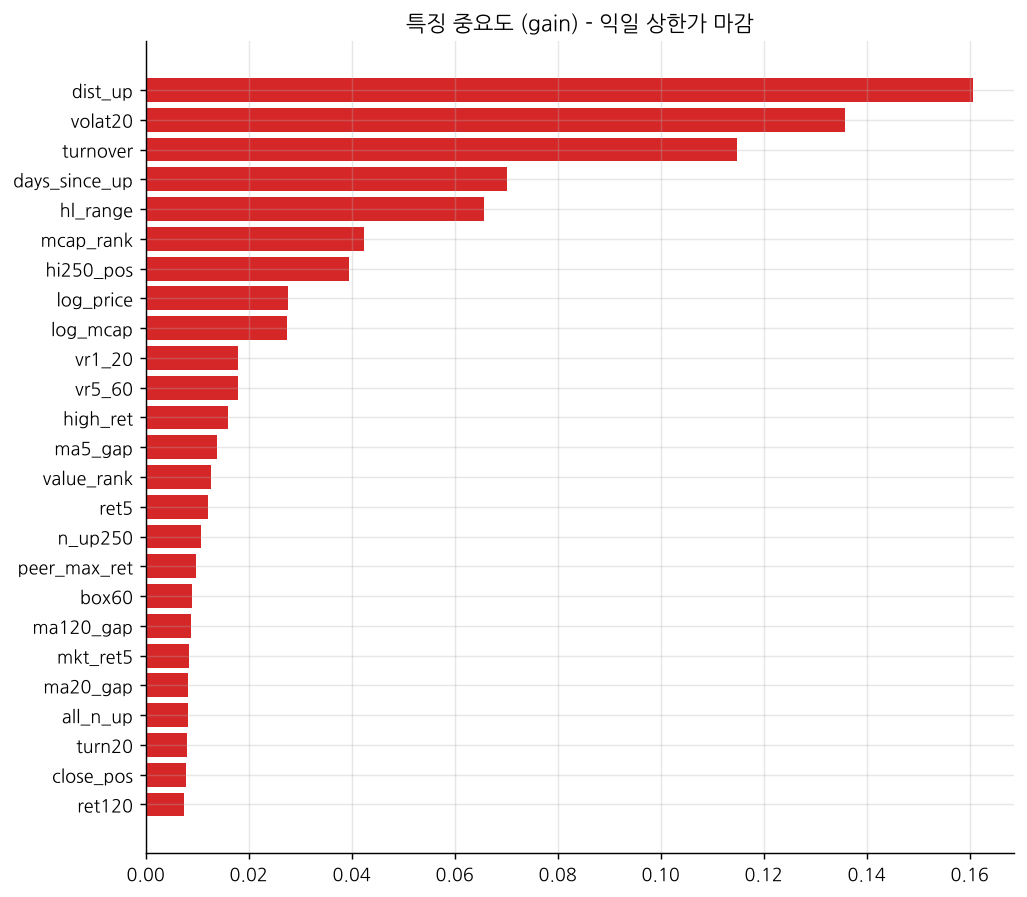 특징 중요도 (gain) - 익일 상한가 마감
dist_up
volat20
turnover
days_since_up
hl_range
mcap_rank
hi250_pos
log_price
log_mcap
vr1_20
vr5_60
high_ret
ma5_gap
value_rank
ret5
n_up250
peer_max_ret
box60
ma120_gap
mkt_ret5
ma20_gap
all_n_up
turn20
close_pos
ret120
0.00 0.02 0.04 0.06 0.08 0.10 0.12 0.14 0.16